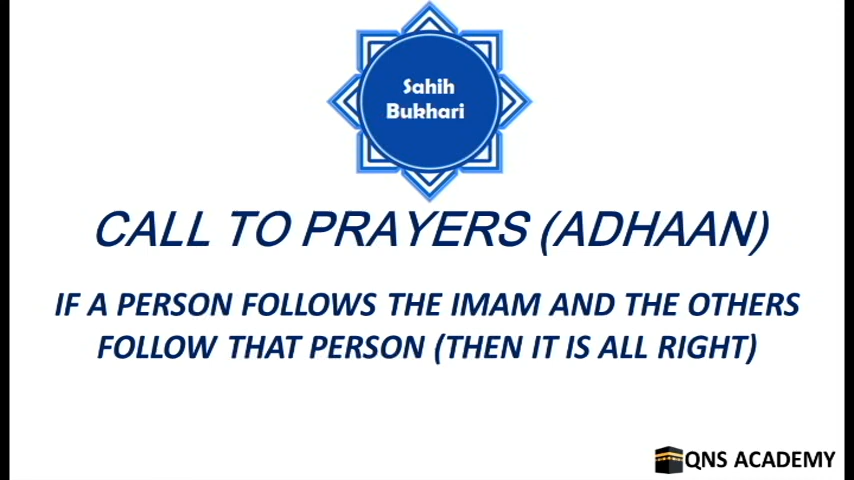 Sahih
Bukhari
CALL TO PRAYERS (ADHAAN)
IF A PERSON FOLLOWS THE IMAM AND THE OTHERS
FOLLOW THAT PERSON (THEN IT IS ALL RIGHT)
QNS ACADEMY